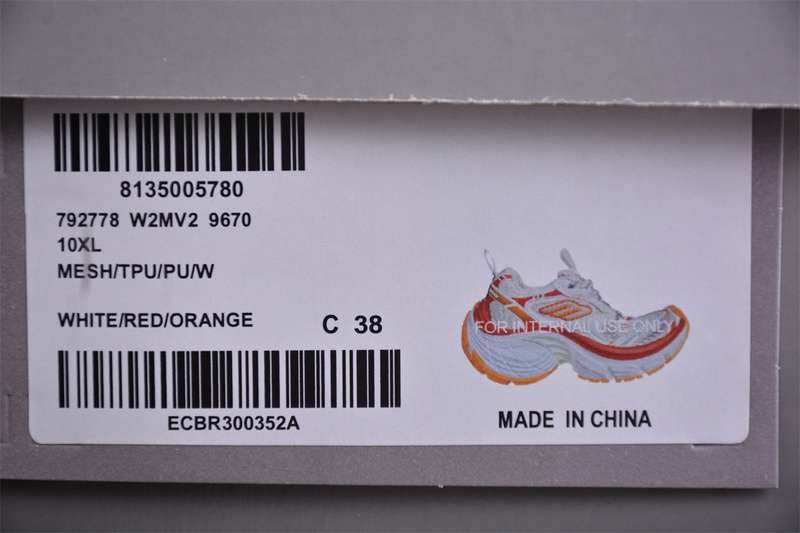 8135005780
792778 W2MV2 9670
10XL
MESH/TPU/PU/W
WHITE/RED/ORANGE C 38
FOR INTERNAL USE ONLY
ECBR300352A
MADE IN CHINA